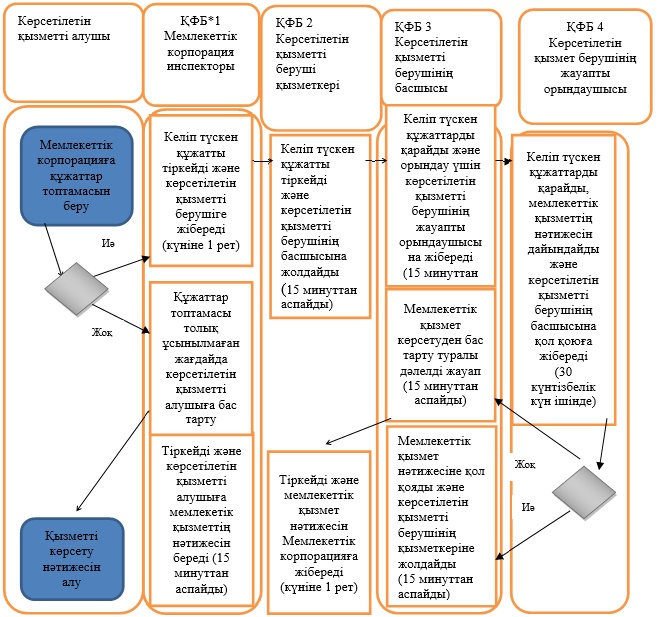 Көрсетілетін
қызметті алушы
ҚФБ*1
Мемлекеттік
корпорация
инспекторы
ҚФБ 2
Көрсетілетін
қызметті
беруші
қызметкері
ҚФБ 3
Көрсетілетін
қызметті
берушінің
басшысы
ҚФБ 4
Көрсетілетін
қызмет берушінің
жауапты
орындаушысы
Мемлекеттік
корпорацияға
құжаттар
топтамасын
беру
Иә
Жоқ
Қызметті
көрсету
нәтижесін
алу
Келіп түскен
құжатты
тіркейді және
көрсетілетін
қызметті
берушіге
жібереді
(күніне 1 рет)
Құжаттар
топтамасы
толық
ұсынылмаған
жағдайда
көрсетілетін
қызметті
алушыға бас
тарту
Тіркейді және
көрсетілетін
қызметті
алушыға
мемлекетік
қызметтің
нәтижесін
береді (15
минуттан
аспайды)
Келіп түскен
құжатты
тіркейді
және
көрсетілетін
қызметті
берушінің
басшысына
жолдайды
(15 минуттан
аспайды)
Тіркейді және
мемлекеттік
қызмет
нәтижесін
Мемлекеттік
корпорацияға
жібереді
(күніне 1 рет)
Келіп түскен
құжаттарды
қарайды және
орындау үшін
көрсетілетін
қызметті
берушінің
жауапты
орындаушысы
на жібереді
(15 минуттан
Мемлекеттік
қызмет
көрсетуден бас
тарту туралы
дәлелді жауап
(15 минуттан
аспайды)
Мемлекеттік
қызмет
нәтижесіне қол
қояды және
көрсетілетін
қызметті
берушінің
қызметкеріне
жолдайды
(15 минуттан
аспайды)
Келіп түскен
құжаттарды
қарайды,
мемлекеттік
қызметтің
нәтижесін
дайындайды
және
көрсетілетін
қызметті
берушінің
басшысына
қол қоюға
жібереді
(30
күнтізбелік
күн ішінде)
Жоқ
Иә